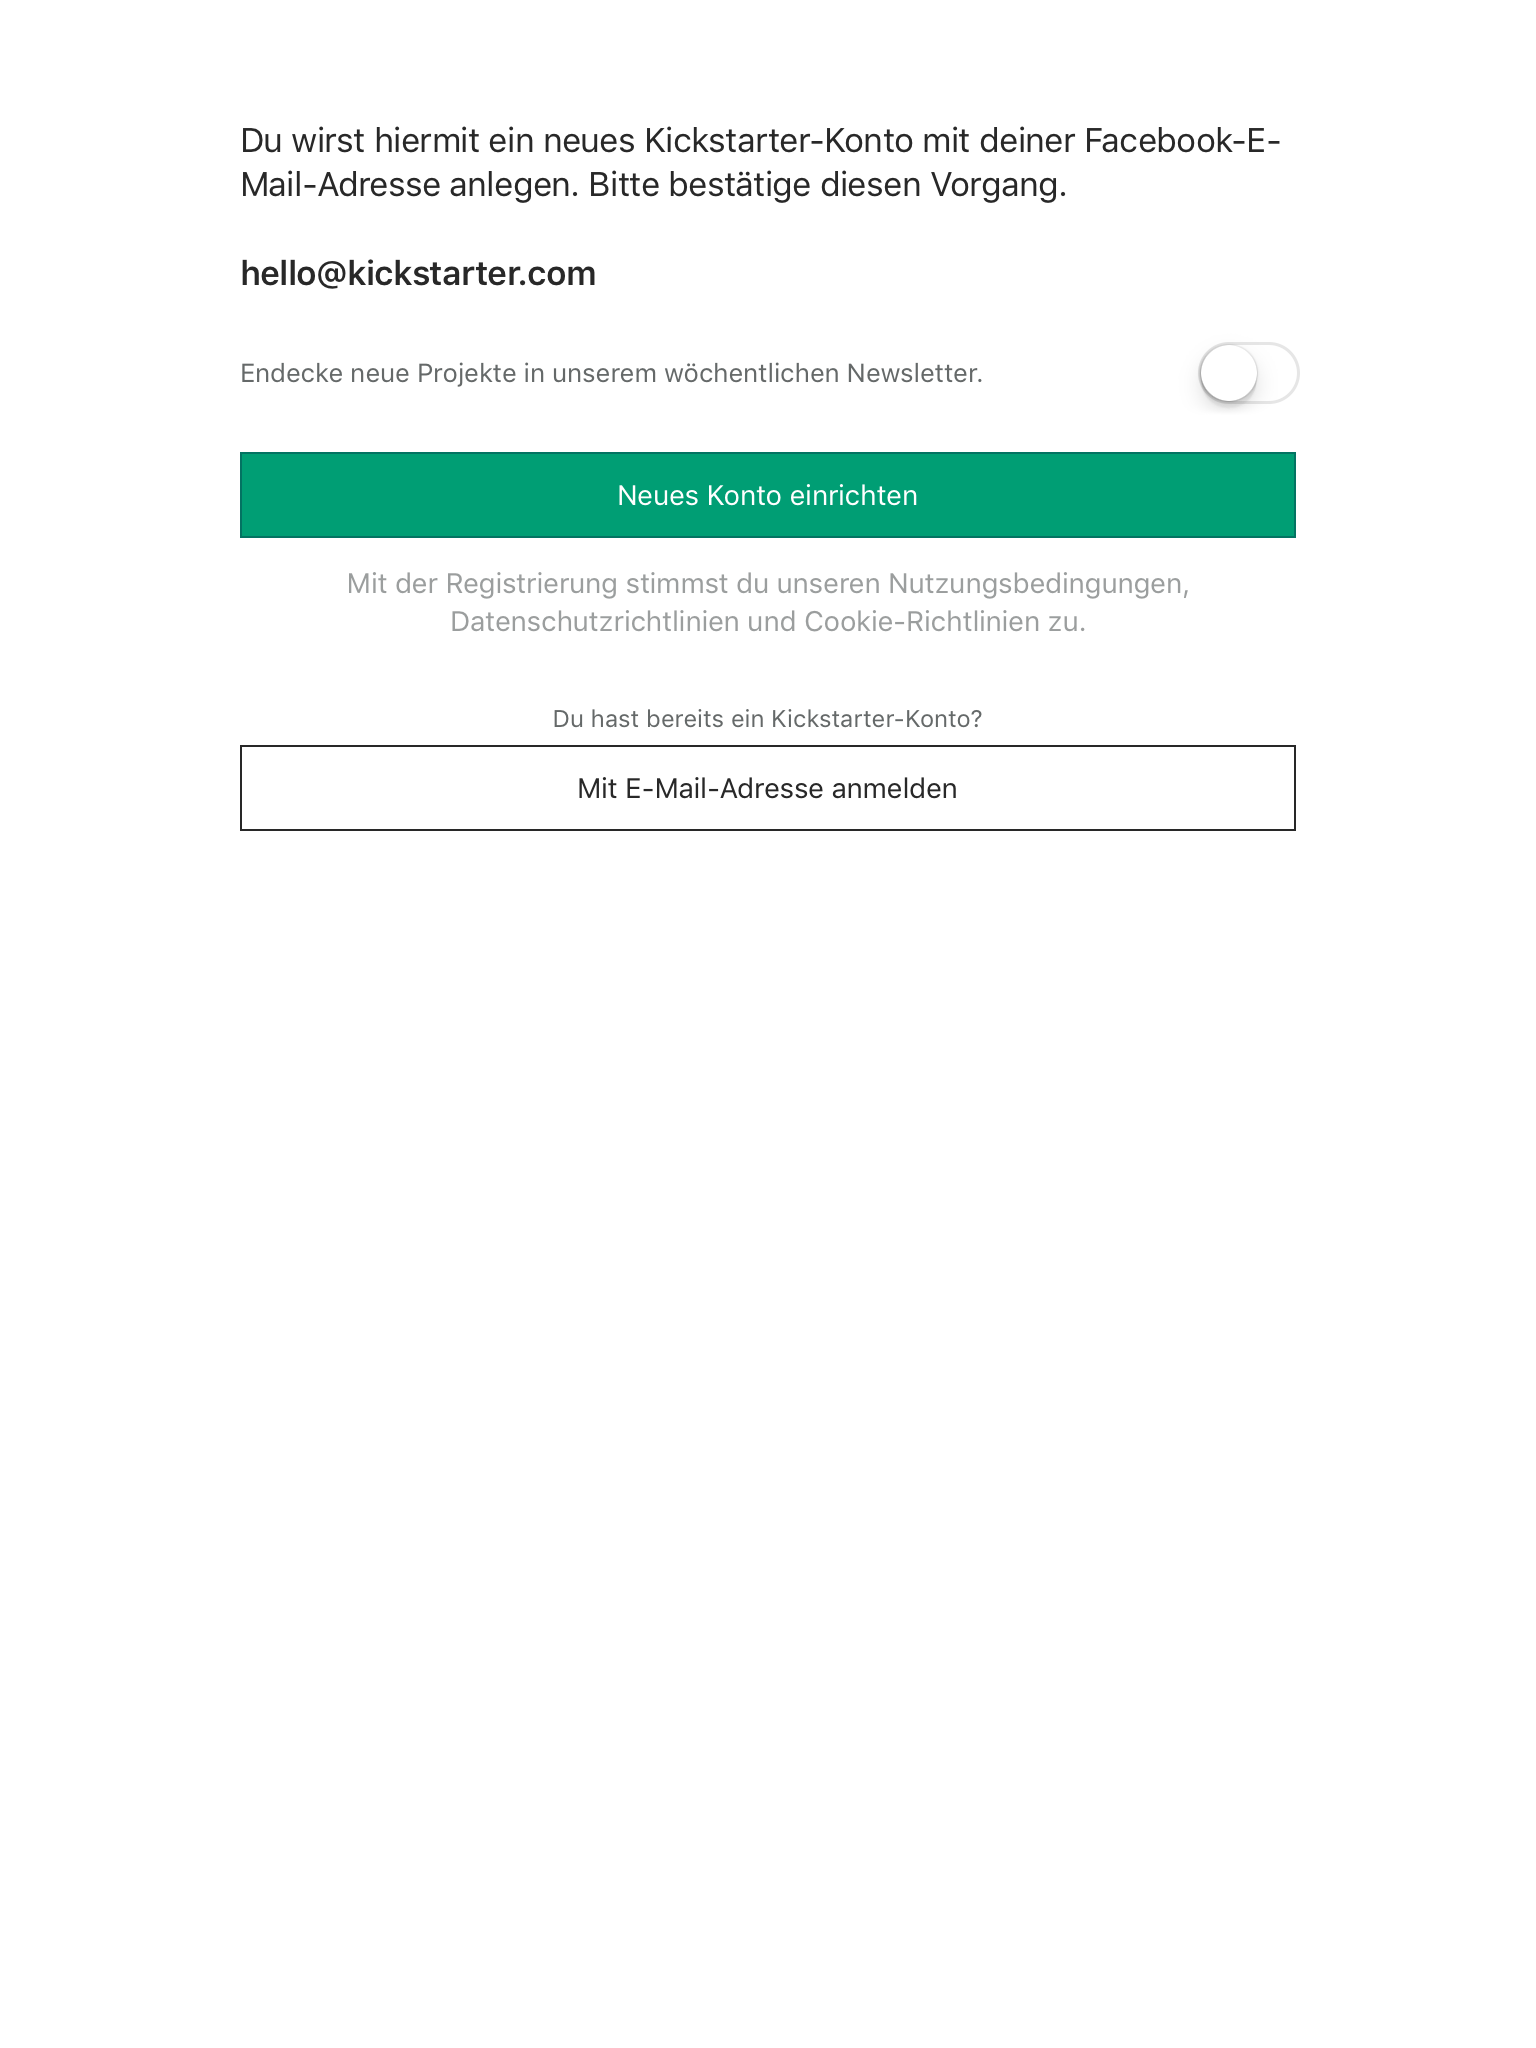 Du wirst hiermit ein neues Kickstarter-Konto mit deiner Facebook-E-
Mail-Adresse anlegen. Bitte bestätige diesen Vorgang.
hello@kickstarter.com
Endecke neue Projekte in unserem wöchentlichen Newsletter.
Neues Konto einrichten
Mit der Registrierung stimmst du unseren Nutzungsbedingungen,
Datenschutzrichtlinien und Cookie-Richtlinien zu.
Du hast bereits ein Kickstarter-Konto?
Mit E-Mail-Adresse anmelden